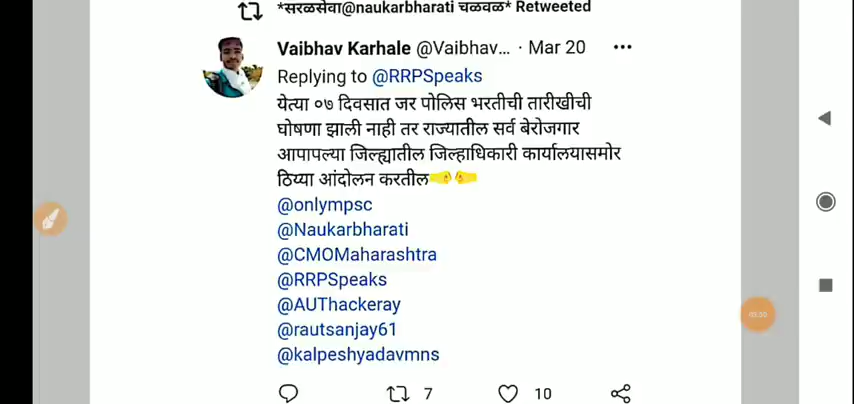 *सरळसेवा@naukarbharati चळवळ* Retweeted
Vaibhav Karhale @Vaibhav... · Mar 20
Replying to @RRPSpeaks
येत्या ०७ दिवसात जर पोलिस भरतीची तारीखीची
घोषणा झाली नाही तर राज्यातील सर्व बेरोजगार
आपापल्या जिल्ह्यातील जिल्हाधिकारी कार्यालयासमोर
ठिय्या आंदोलन करतील🤜🤛
@onlympsc
@Naukarbharati
@CMOMaharashtra
@RRPSpeaks
@AUThackeray
@rautsanjay61
@kalpeshyadavmns
7 10